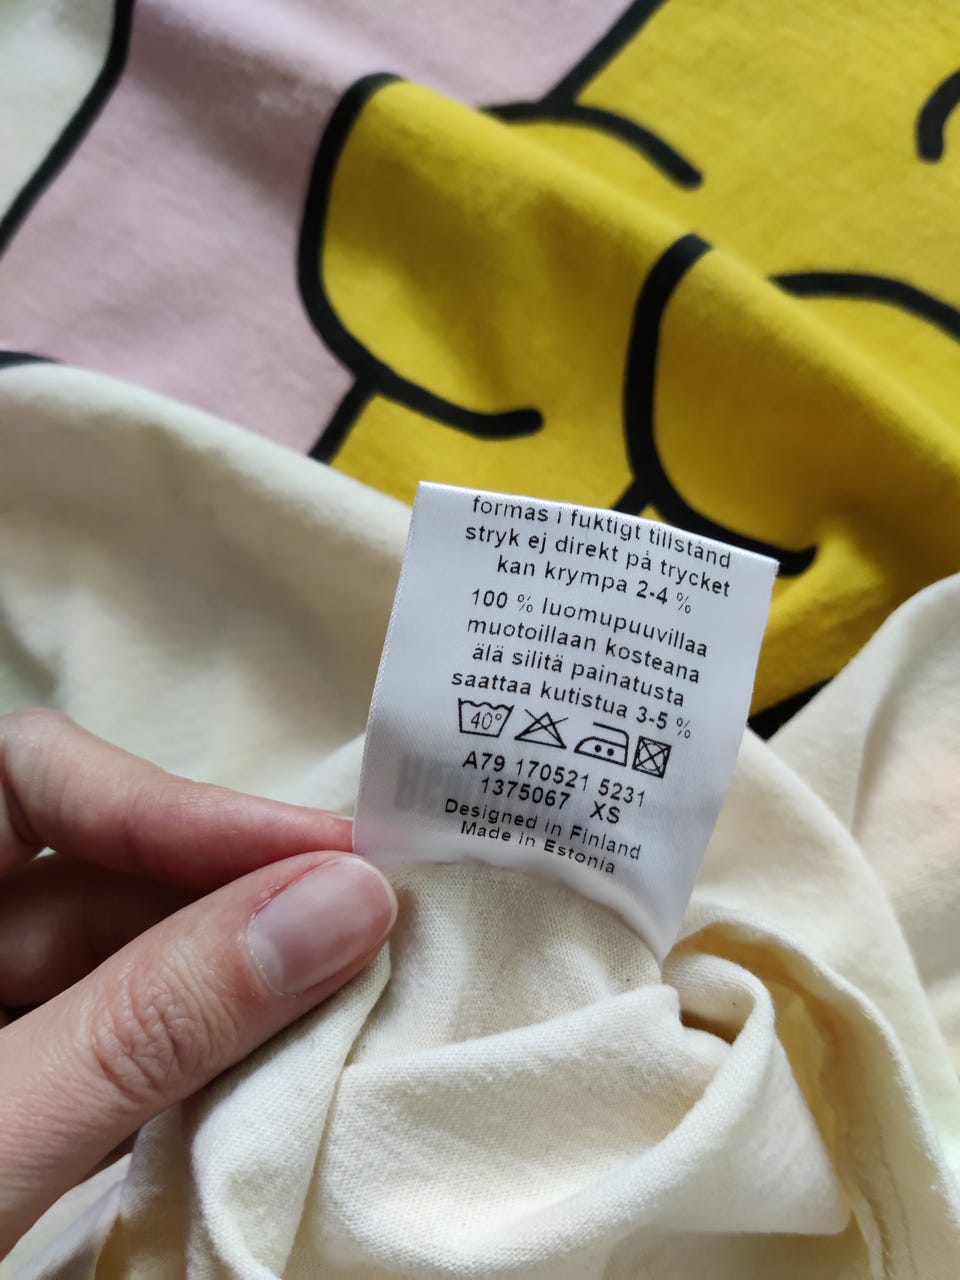 formas i fuktigt tillstånd
stryk ej direkt på trycket
kan krympa 2-4 %
100 % luomupuuvillaa
muotoillaan kosteana
älä silitä painatusta
saattaa kutistua 3-5 %
40°
A79 170521 5231
1375067 XS
Designed in Finland
Made in Estonia